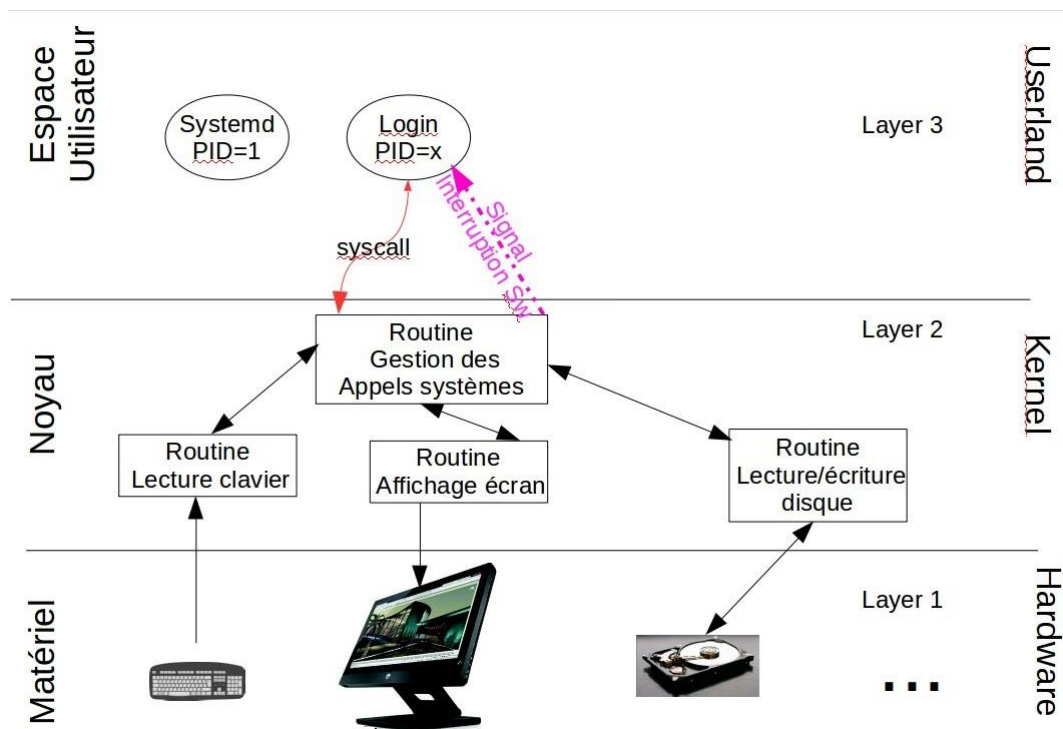 Espace
Utilisateur
Systemd
PID=1
Login
PID=x
Layer 3
Userland
syscall
Signal
Interruption Sw
Noyau
Routine
Gestion des
Appels systèmes
Layer 2
Kernel
Routine
Lecture clavier
Routine
Affichage écran
Routine
Lecture/écriture
disque
Matériel
Layer 1
Hardware
...